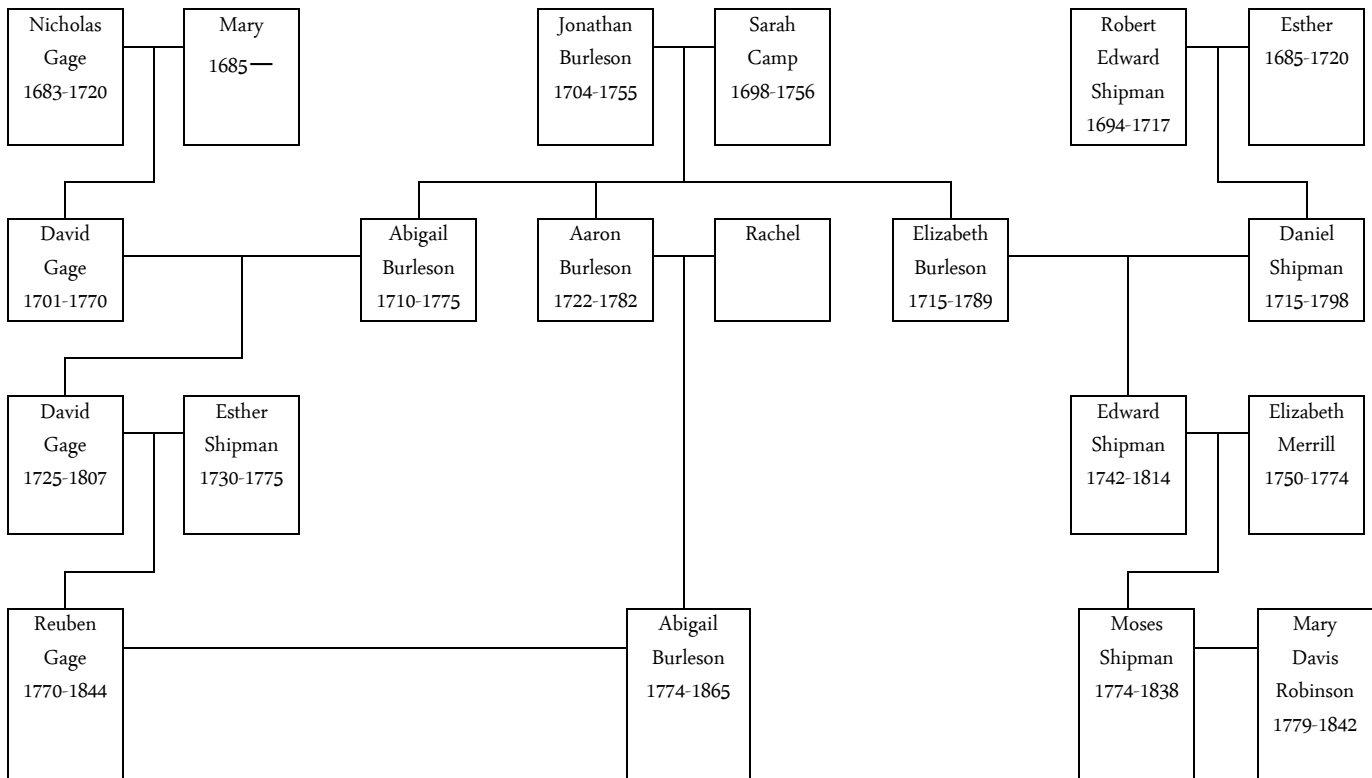 Nicholas
Gage
1683-1720
Mary
1685—
Jonathan
Burleson
1704-1755
Sarah
Camp
1698-1756
Robert
Edward
Shipman
1694-1717
Esther
1685-1720
David
Gage
1701-1770
Abigail
Burleson
1710-1775
Aaron
Burleson
1722-1782
Rachel
Elizabeth
Burleson
1715-1789
Daniel
Shipman
1715-1798
David
Gage
1725-1807
Esther
Shipman
1730-1775
Edward
Shipman
1742-1814
Elizabeth
Merrill
1750-1774
Reuben
Gage
1770-1844
Abigail
Burleson
1774-1865
Moses
Shipman
1774-1838
Mary
Davis
Robinson
1779-1842